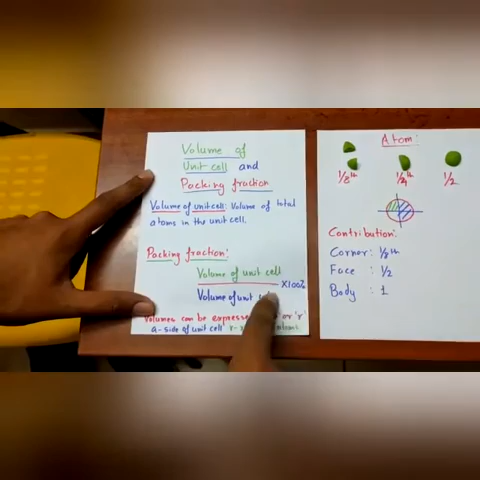 Volume of
Unit cell and
Packing fraction
Volume of unit cell: Volume of total
atoms in the unit cell.
Packing fraction:
Volume of unit cell
X100%
Volume of unit
Volumes can be expresse or 'r'
a-side of unit cell r-
Atom:
1/8th
1/4th
1/2
Contribution:
Corner: 1/8th
Face : 1/2
Body : 1